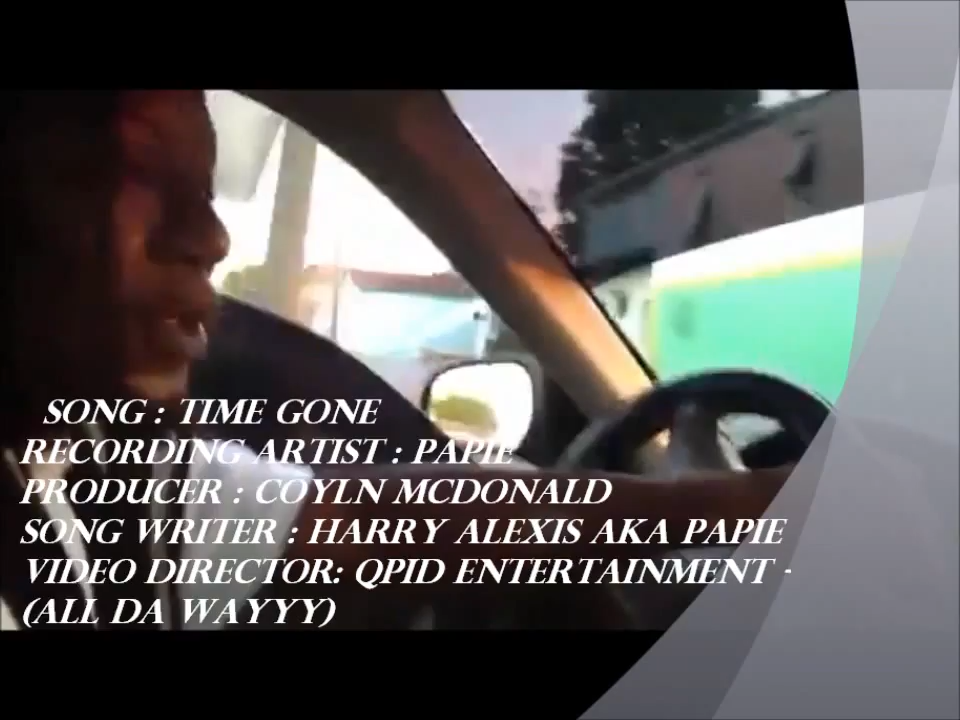 SONG : TIME GONE
RECORDING ARTIST : PAPIE
PRODUCER : COYLN MCDONALD
SONG WRITER : HARRY ALEXIS AKA PAPIE
VIDEO DIRECTOR: QPID ENTERTAINMENT -
(ALL DA WAYYY)